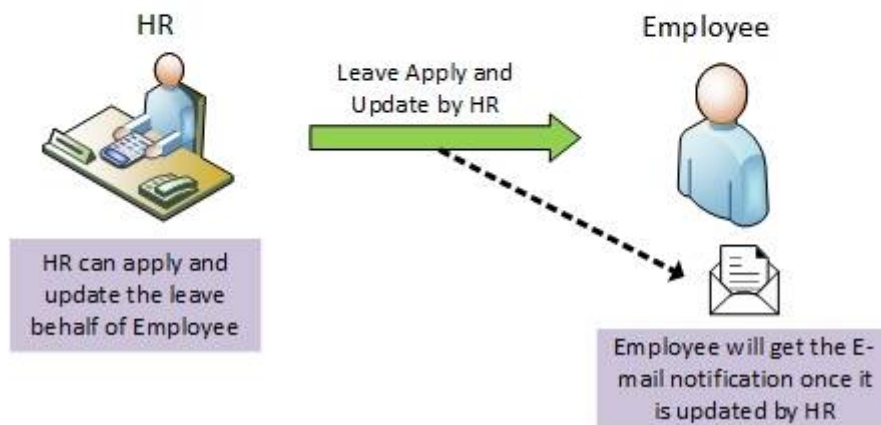 HR
Employee
Leave Apply and
Update by HR
HR can apply and
update the leave
behalf of Employee
Employee will get the E-
mail notification once it
is updated by HR